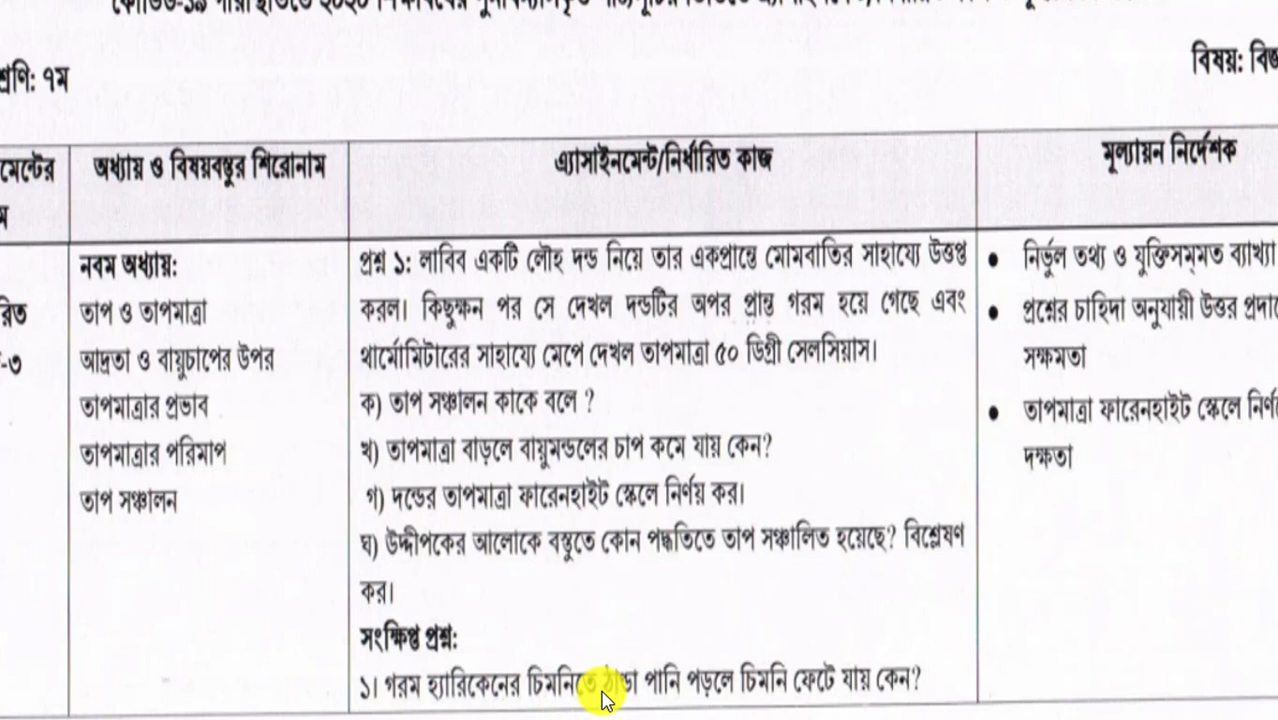 শ্রেণি: ৭ম
বিষয়:
মেন্টের
ম
অধ্যায় ও বিষয়বস্তুর শিরোনাম
এ্যাসাইনমেন্ট/নির্ধারিত কাজ
মূল্যায়ন নির্দেশক
রিত
-৩
নবম অধ্যায়:
তাপ ও তাপমাত্রা
আদ্রতা ও বায়ুচাপের উপর
তাপমাত্রার প্রভাব
তাপমাত্রার পরিমাপ
তাপ সঞ্চালন
প্রশ্ন ১: লাবিব একটি লৌহ দন্ড নিয়ে তার একপ্রান্তে মোমবাতির সাহায্যে উত্তপ্ত
করল। কিছুক্ষন পর সে দেখল দন্ডটির অপর প্রান্ত গরম হয়ে গেছে এবং
থার্মোমিটারের সাহায্যে মেপে দেখল তাপমাত্রা ৫০ ডিগ্রী সেলসিয়াস।
ক) তাপ সঞ্চালন কাকে বলে ?
খ) তাপমাত্রা বাড়লে বায়ুমন্ডলের চাপ কমে যায় কেন?
গ) দন্ডের তাপমাত্রা ফারেনহাইট স্কেলে নির্ণয় কর।
ঘ) উদ্দীপকের আলোকে বস্তুতে কোন পদ্ধতিতে তাপ সঞ্চালিত হয়েছে? বিশ্লেষণ
কর।
সংক্ষিপ্ত প্রশ্ন:
১। গরম হ্যারিকেনের চিমনিতে ঠান্ডা পানি পড়লে চিমনি ফেটে যায় কেন?
● নির্ভুল তথ্য ও যুক্তিসম্মত ব্যাখ্যা
● প্রশ্নের চাহিদা অনুযায়ী উত্তর
সক্ষমতা
● তাপমাত্রা ফারেনহাইট স্কেলে
দক্ষতা